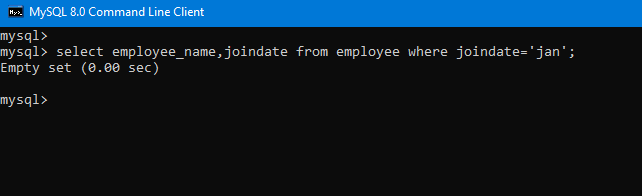 MySQL 8.0 Command Line Client
mysql>
mysql> select employee_name,joindate from employee where joindate='jan';
Empty set (0.00 sec)
mysql>